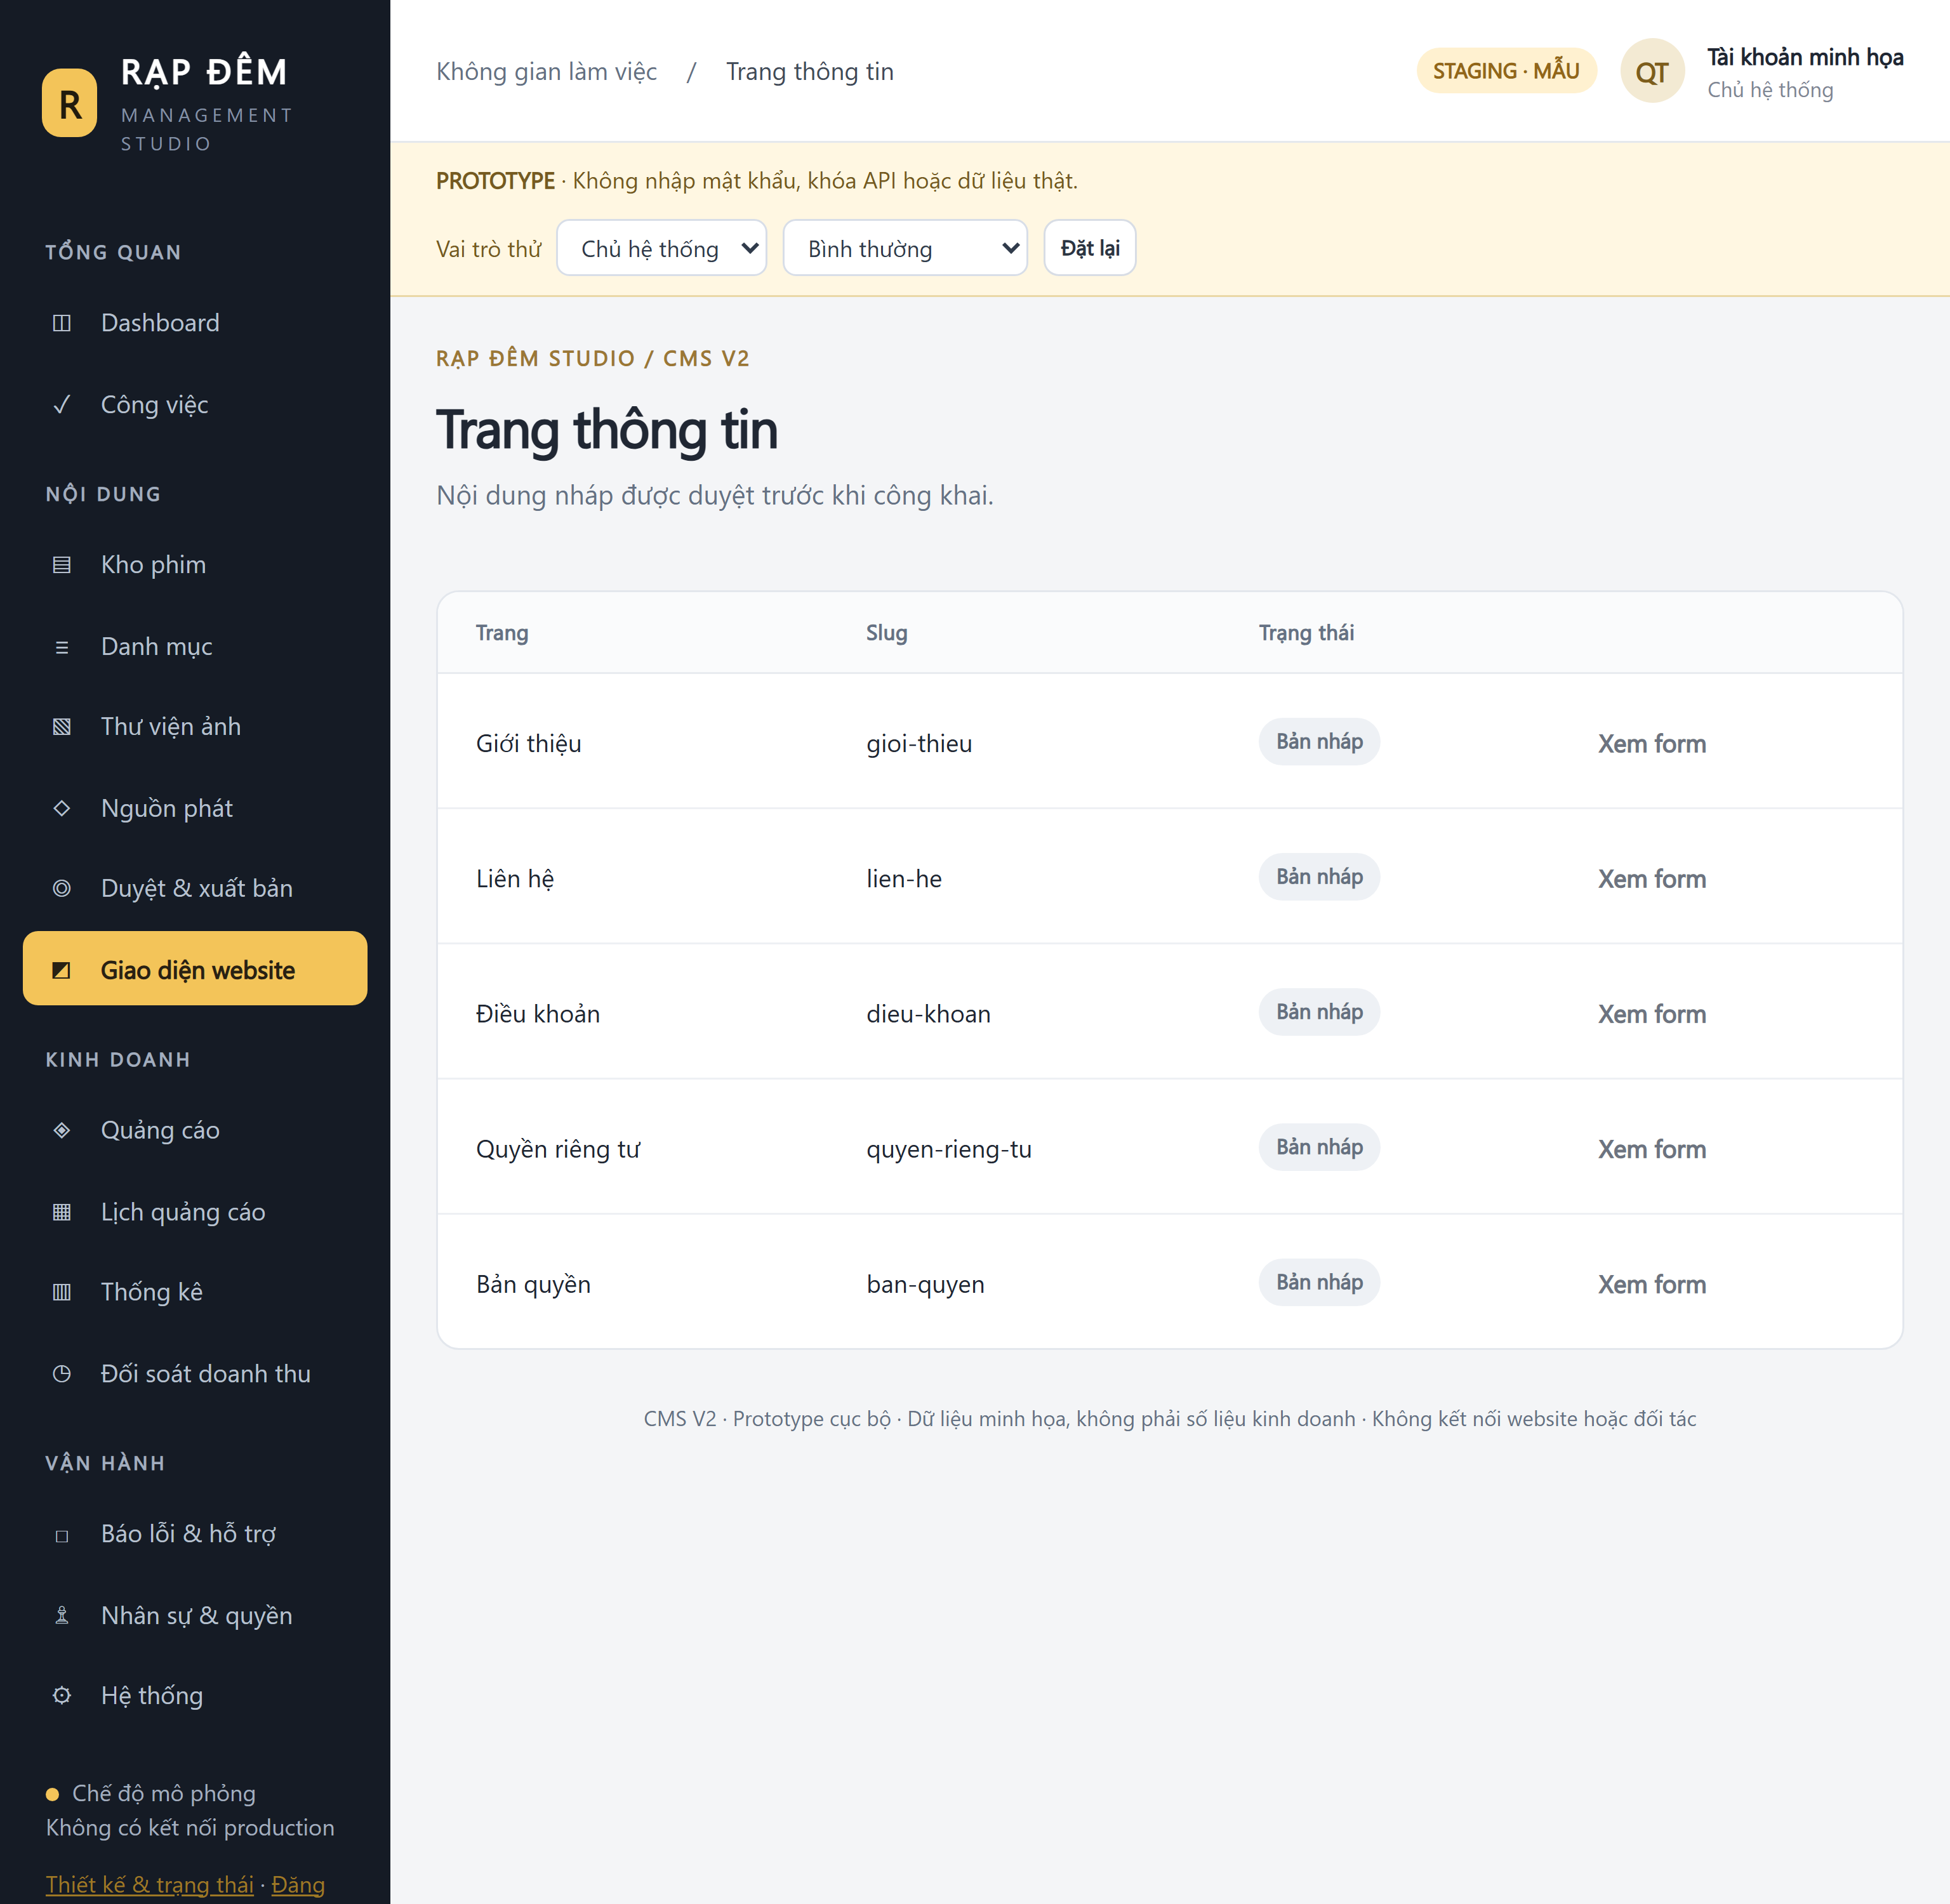 R
RẠP ĐÊM
MANAGEMENT
STUDIO
TỔNG QUAN
Dashboard
Công việc
NỘI DUNG
Kho phim
Danh mục
Thư viện ảnh
Nguồn phát
Duyệt & xuất bản
Giao diện website
KINH DOANH
Quảng cáo
Lịch quảng cáo
Thống kê
Đối soát doanh thu
VẬN HÀNH
Báo lỗi & hỗ trợ
Nhân sự & quyền
Hệ thống
Chế độ mô phỏng
Không có kết nối production
Thiết kế & trạng thái · Đăng
Không gian làm việc / Trang thông tin
STAGING · MẪU
QT
Tài khoản minh họa
Chủ hệ thống
PROTOTYPE · Không nhập mật khẩu, khóa API hoặc dữ liệu thật.
Vai trò thử Chủ hệ thống Bình thường Đặt lại
RẠP ĐÊM STUDIO / CMS V2
Trang thông tin
Nội dung nháp được duyệt trước khi công khai.
Trang Slug Trạng thái
Giới thiệu gioi-thieu Bản nháp Xem form
Liên hệ lien-he Bản nháp Xem form
Điều khoản dieu-khoan Bản nháp Xem form
Quyền riêng tư quyen-rieng-tu Bản nháp Xem form
Bản quyền ban-quyen Bản nháp Xem form
CMS V2 · Prototype cục bộ · Dữ liệu minh họa, không phải số liệu kinh doanh · Không kết nối website hoặc đối tác